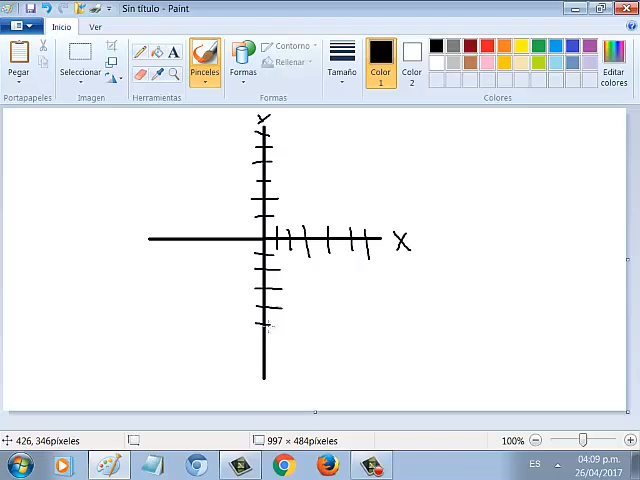 Sin título - Paint
Inicio Ver
Pegar
Seleccionar
Pinceles
Formas
Contorno
Rellenar
Tamaño
Color 1
Color 2
Editar colores
Portapapeles Imagen Herramientas Formas Colores
Y
X
426, 346píxeles 997 × 484píxeles 100%
ES 04:09 p.m.
26/04/2017